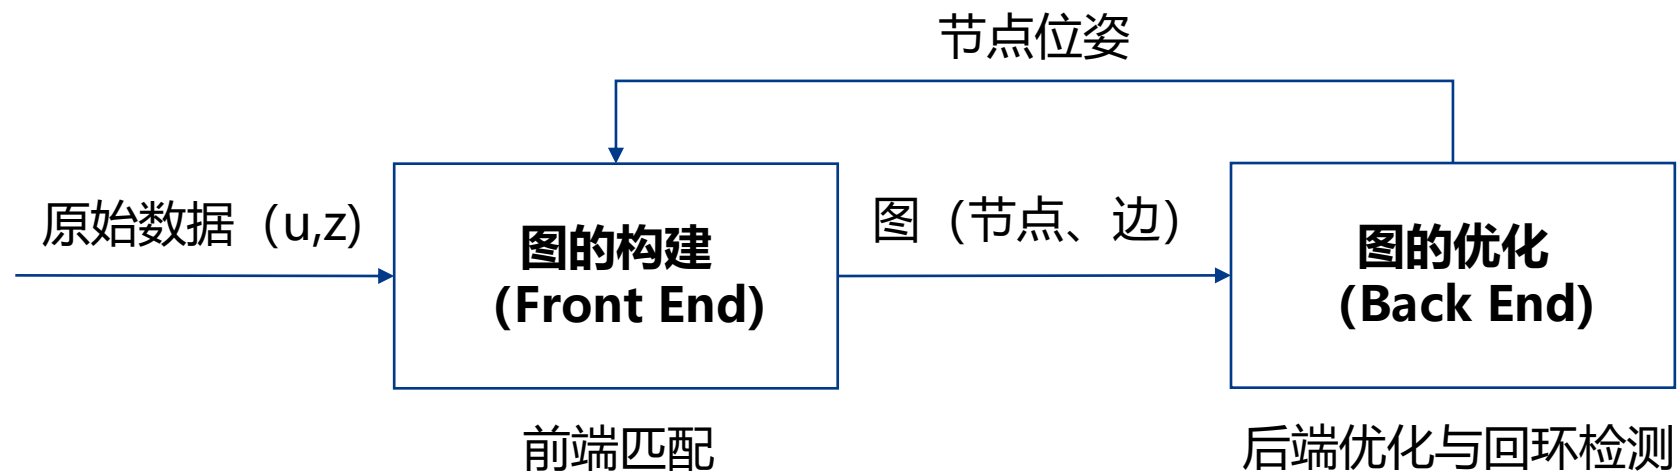 节点位姿
原始数据（u,z)
图的构建
(Front End)
图（节点、边）
图的优化
(Back End)
前端匹配
后端优化与回环检测